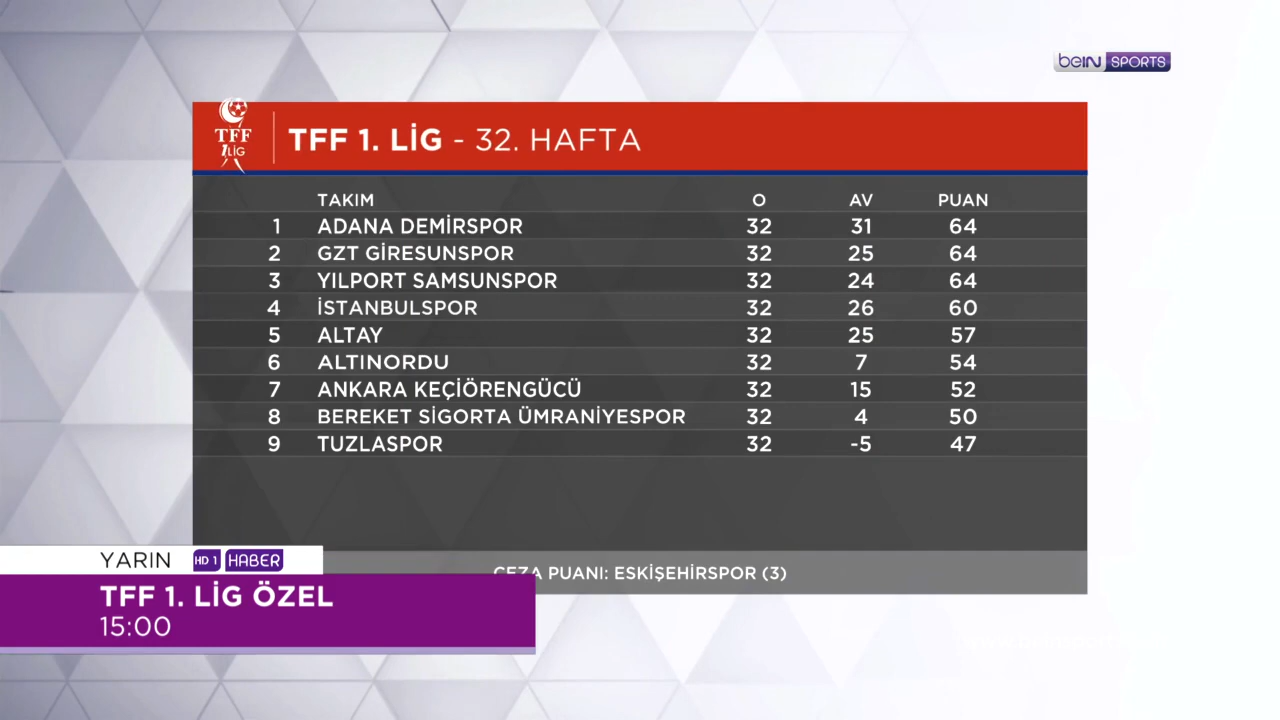 beIN SPORTS
TFF 1. LİG
TFF 1. LİG - 32. HAFTA
TAKIM O AV PUAN
1 ADANA DEMİRSPOR 32 31 64
2 GZT GİRESUNSPOR 32 25 64
3 YILPORT SAMSUNSPOR 32 24 64
4 İSTANBULSPOR 32 26 60
5 ALTAY 32 25 57
6 ALTINORDU 32 7 54
7 ANKARA KEÇİÖRENGÜCÜ 32 15 52
8 BEREKET SİGORTA ÜMRANİYESPOR 32 4 50
9 TUZLASPOR 32 -5 47
CEZA PUANI: ESKİŞEHİRSPOR (3)
YARIN HD 1 HABER
TFF 1. LİG ÖZEL
15:00